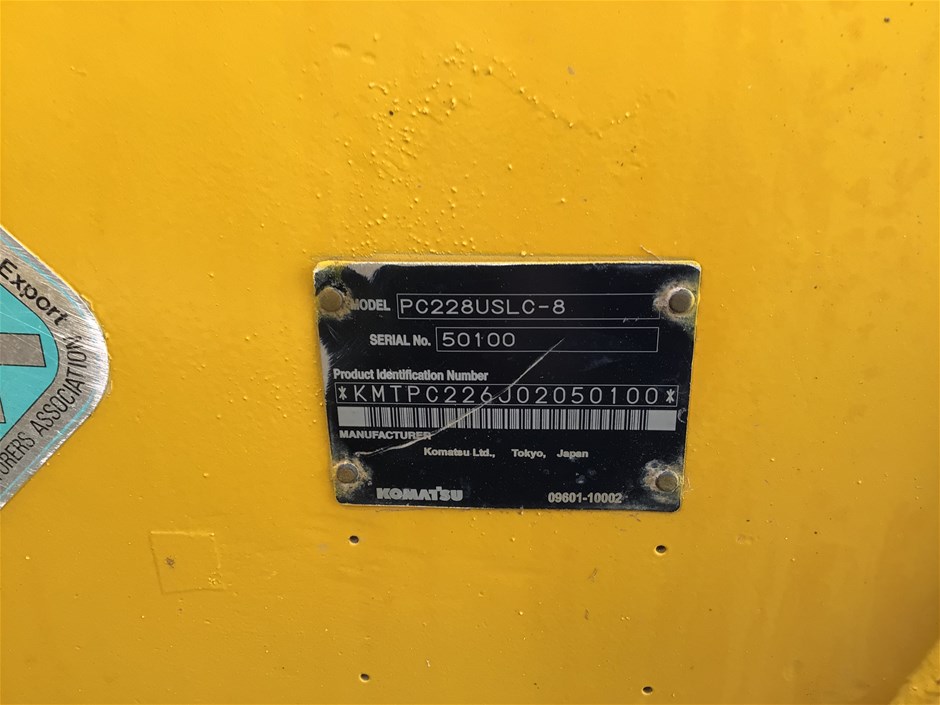 Export
URERS ASSOCIATION
MODEL PC228USLC-8
SERIAL No. 50100
Product Identification Number
*KMTPC226J02050100*
MANUFACTURER
Komatsu Ltd., Tokyo, Japan
KOMATSU 09601-10002